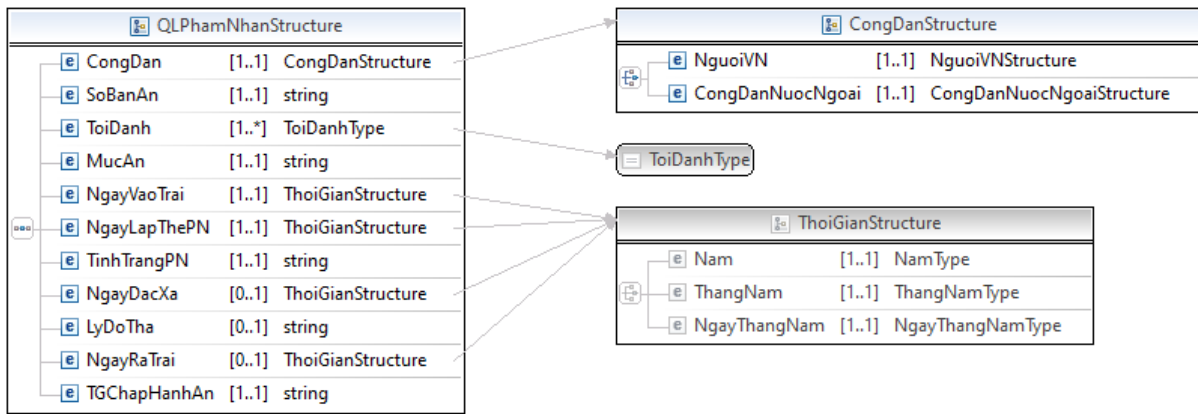 QLPhamNhanStructure
CongDan [1..1] CongDanStructure
SoBanAn [1..1] string
ToiDanh [1..*] ToiDanhType
MucAn [1..1] string
NgayVaoTrai [1..1] ThoiGianStructure
NgayLapThePN [1..1] ThoiGianStructure
TinhTrangPN [1..1] string
NgayDacXa [0..1] ThoiGianStructure
LyDoTha [0..1] string
NgayRaTrai [0..1] ThoiGianStructure
TGChapHanhAn [1..1] string
CongDanStructure
NguoiVN [1..1] NguoiVNStructure
CongDanNuocNgoai [1..1] CongDanNuocNgoaiStructure
ToiDanhType
ThoiGianStructure
Nam [1..1] NamType
ThangNam [1..1] ThangNamType
NgayThangNam [1..1] NgayThangNamType